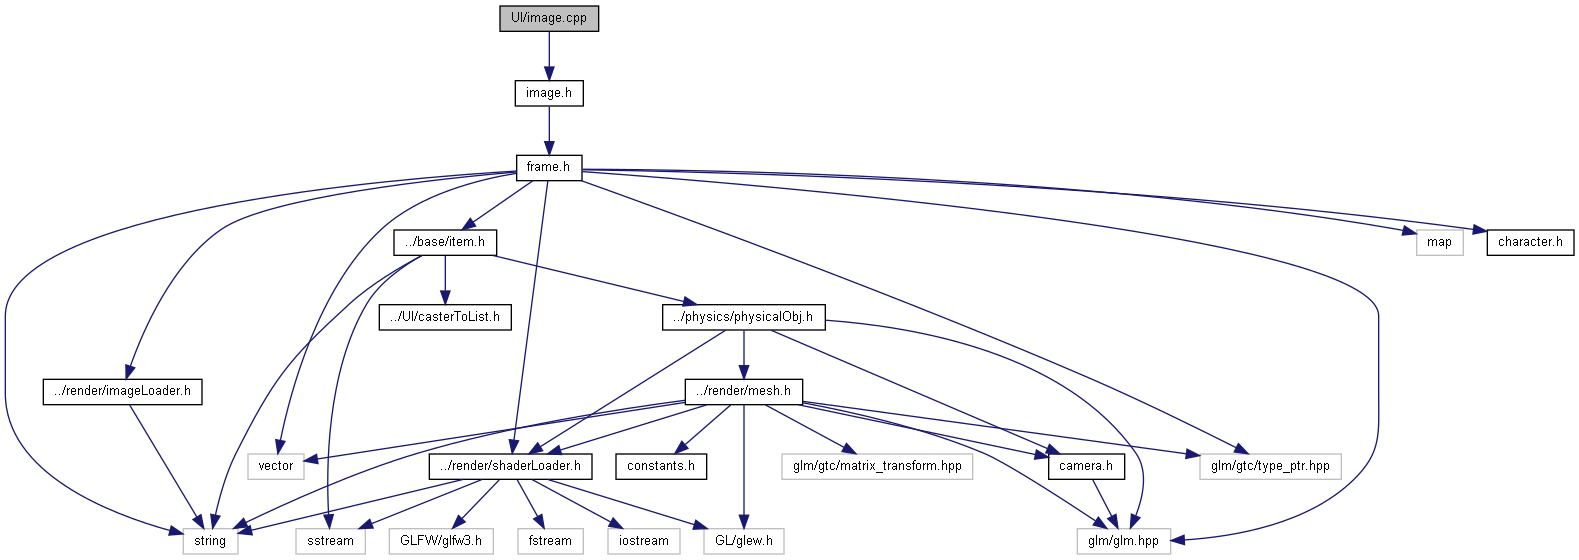 UI/image.cpp
image.h
frame.h
../base/item.h
map
character.h
../UI/casterToList.h
../physics/physicalObj.h
../render/imageLoader.h
../render/mesh.h
vector
../render/shaderLoader.h
constants.h
glm/gtc/matrix_transform.hpp
camera.h
glm/gtc/type_ptr.hpp
string
sstream
GLFW/glfw3.h
fstream
iostream
GL/glew.h
glm/glm.hpp